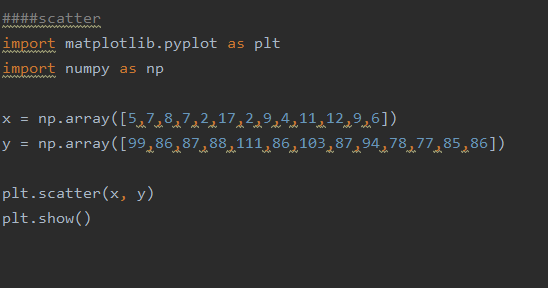 ####scatter
import matplotlib.pyplot as plt
import numpy as np
x = np.array([5,7,8,7,2,17,2,9,4,11,12,9,6])
y = np.array([99,86,87,88,111,86,103,87,94,78,77,85,86])
plt.scatter(x, y)
plt.show()